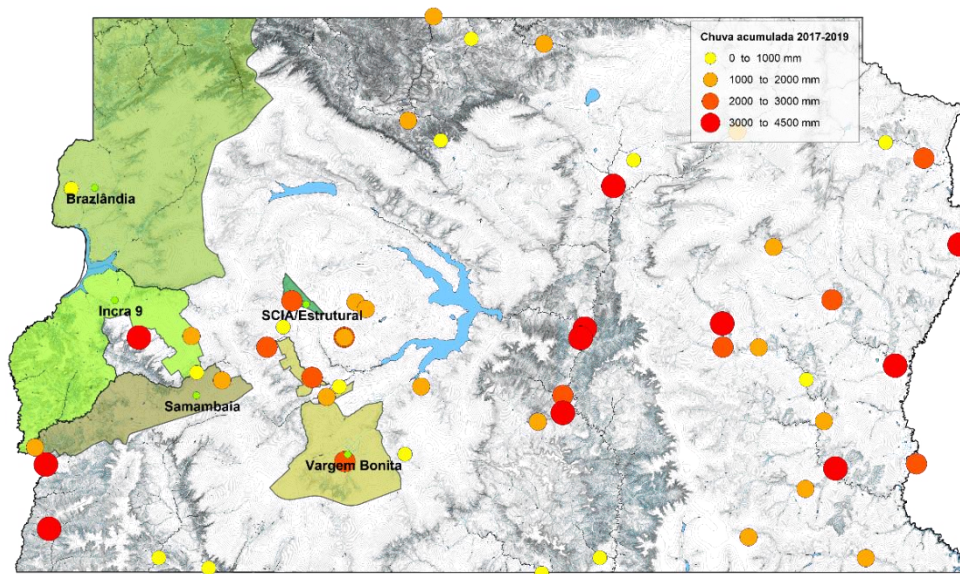 Chuva acumulada 2017-2019
0 to 1000 mm
1000 to 2000 mm
2000 to 3000 mm
3000 to 4500 mm
Brazlândia
Incra 9
SCIA/Estrutural
Samambaia
Vargem Bonita